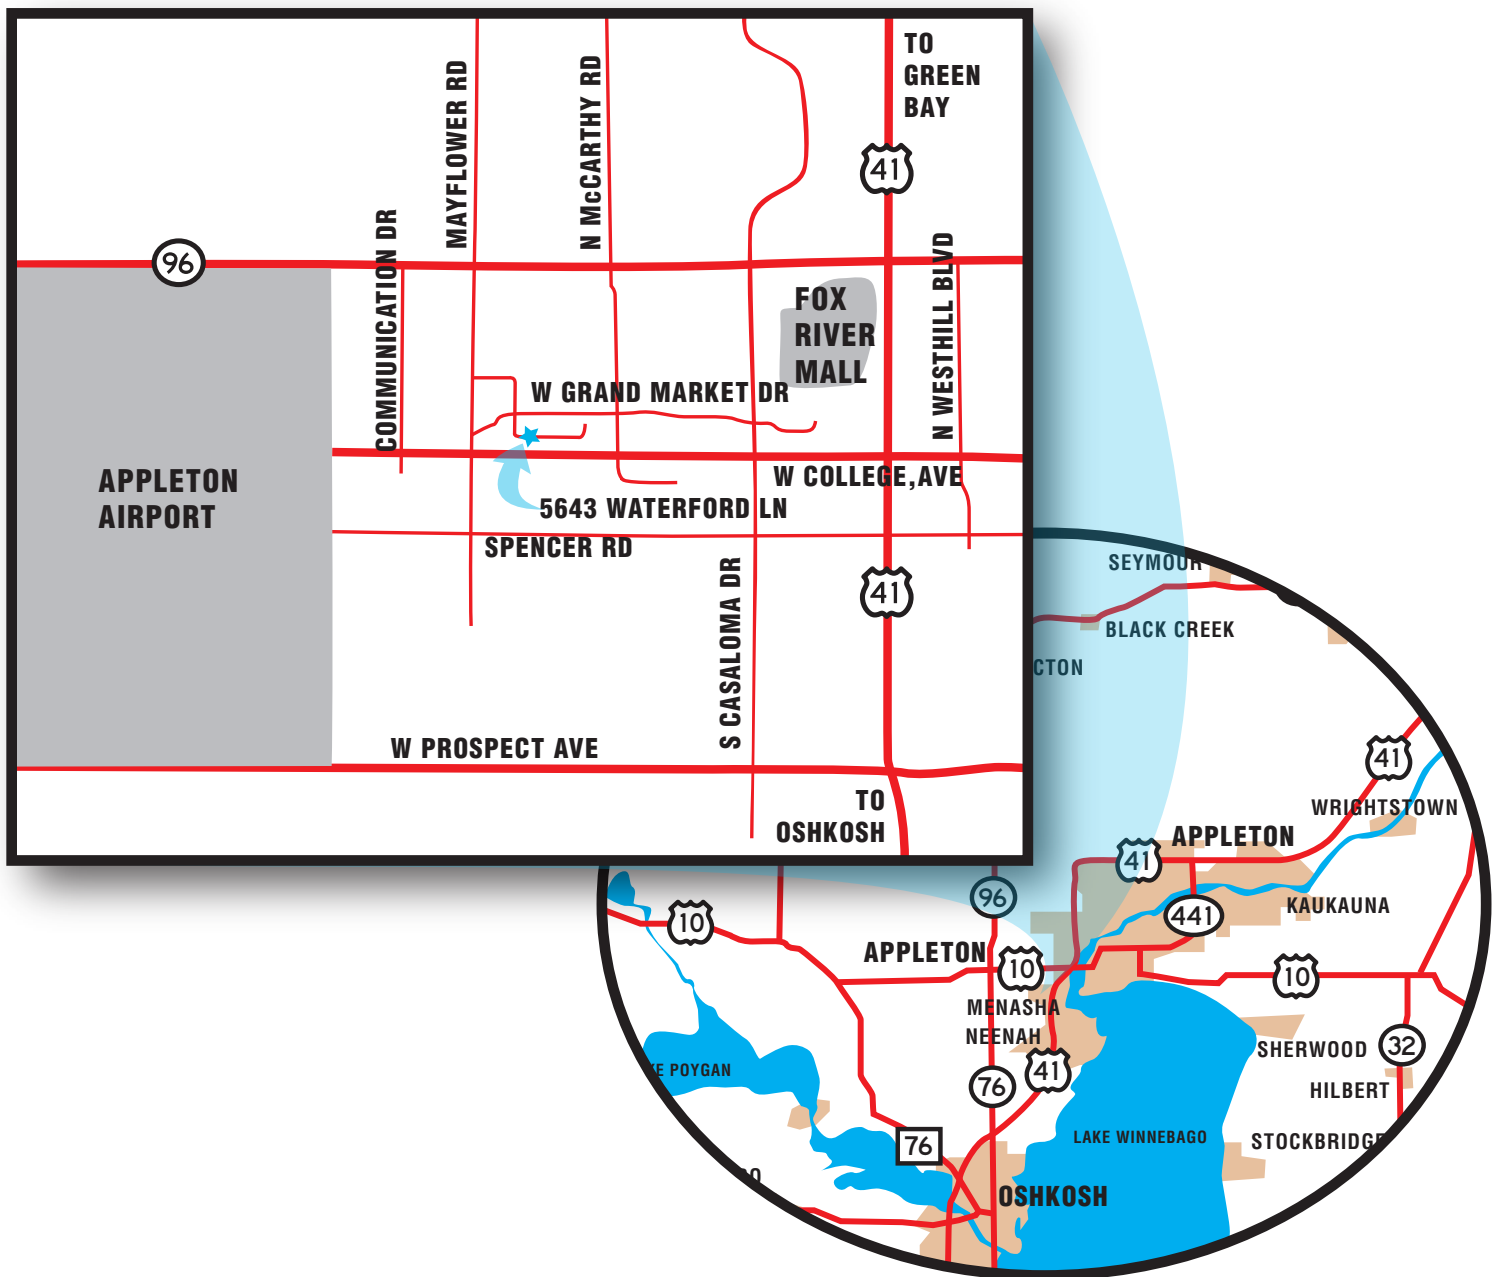 TO
GREEN
BAY
MAYFLOWER RD
N McCARTHY RD
41
COMMUNICATION DR
96
N WESTHILL BLVD
FOX
RIVER
MALL
W GRAND MARKET DR
W COLLEGE,AVE
APPLETON
AIRPORT
5643 WATERFORD LN
SPENCER RD
S CASALOMA DR
41
W PROSPECT AVE
TO
OSHKOSH
SEYMOUR
BLACK CREEK
CTON
41
WRIGHTSTOWN
APPLETON
41
96
KAUKAUNA
441
10
APPLETON
10
10
MENASHA
NEENAH
SHERWOOD
32
E POYGAN
41
76
HILBERT
LAKE WINNEBAGO
STOCKBRIDGE
76
OSHKOSH